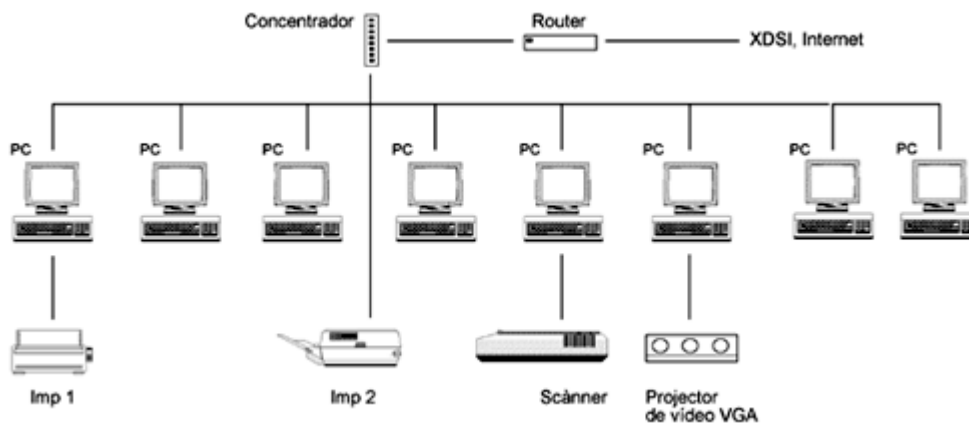 Concentrador
Router
XDSI, Internet
PC
PC
PC
PC
PC
PC
PC
PC
Imp 1
Imp 2
Scànner
Projector
de vídeo VGA